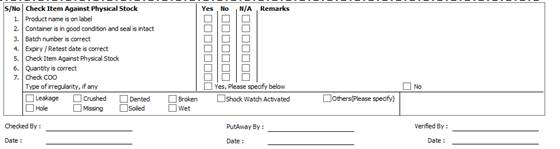 S/No Check Item Against Physical Stock Yes No N/A Remarks
1. Product name is on label
2. Container is in good condition and seal is intact
3. Batch number is correct
4. Expiry / Retest date is correct
5. Check Item Against Physical Stock
6. Quantity is correct
7. Check COO
Type of irregularity, if any Yes, Please specify below No
Leakage Crushed Dented Broken Shock Watch Activated Others(Please specify)
Hole Missing Soiled Wet
Checked By : PutAway By : Verified By :
Date : Date : Date :